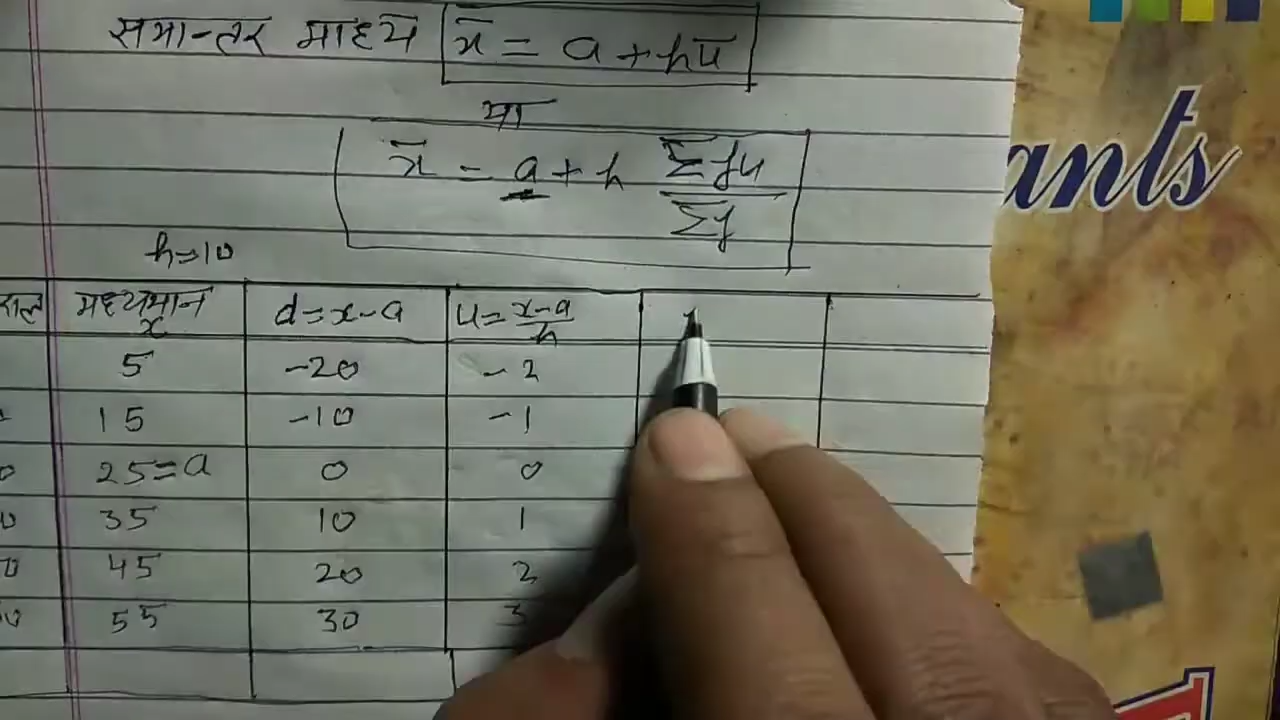 समान्तर माध्य x̄ = a + hū
या
x̄ = a + h Σfu / Σf
h=10
मध्यमान x d=x-a u=x-a/h
5 -20 -2
15 -10 -1
25=a 0 0
35 10 1
45 20 2
55 30 3
ants